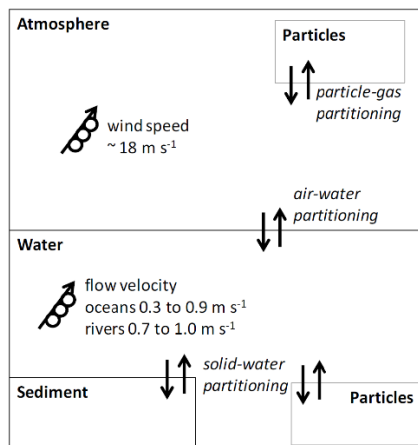 Atmosphere
Particles
particle-gas
partitioning
wind speed
~ 18 m s⁻¹
air-water
partitioning
Water
flow velocity
oceans 0.3 to 0.9 m s⁻¹
rivers 0.7 to 1.0 m s⁻¹
solid-water
partitioning
Sediment
Particles